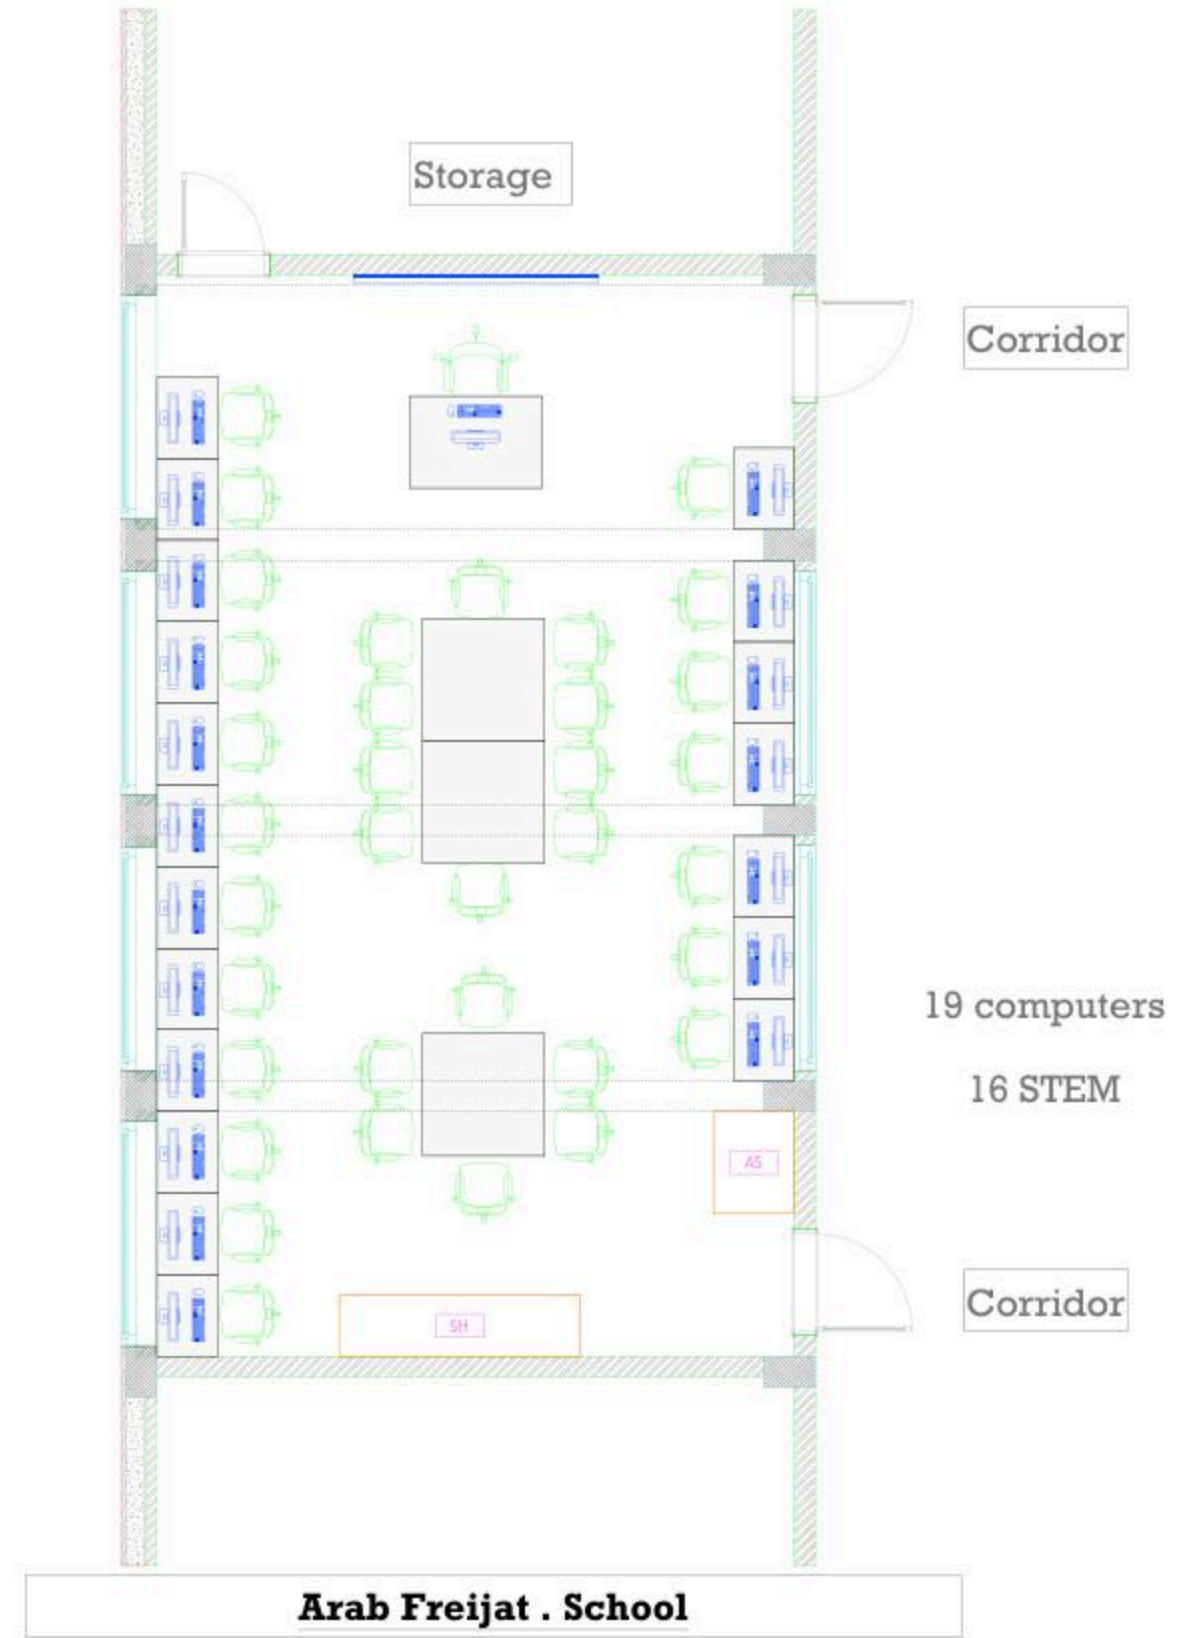 Storage
Corridor
19 computers
16 STEM
AS
Corridor
SH
Arab Freijat . School